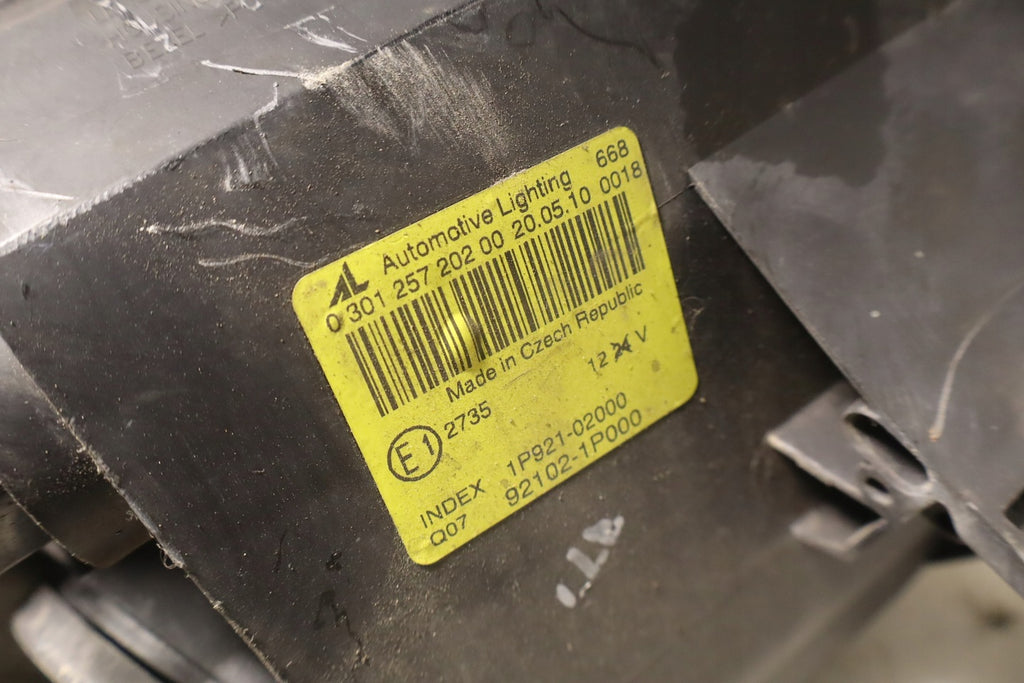 BEZEL
AL
Automotive Lighting 668
0 301 257 202 00 20.05.10 0018
Made in Czech Republic
12 24 V
E1 2735
INDEX 1P921-02000
Q07 92102-1P000